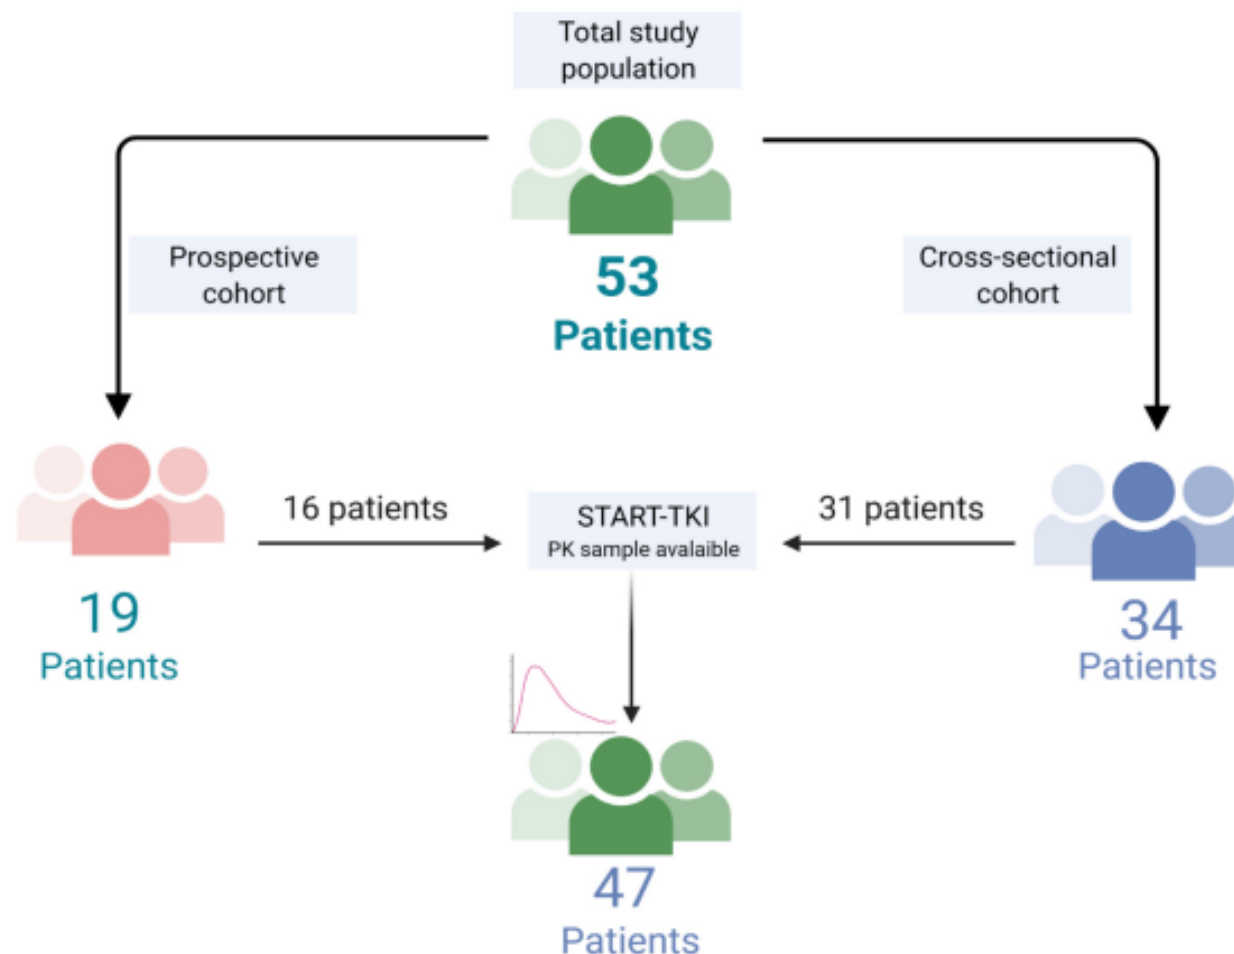 Total study
population
53
Patients
Prospective
cohort
Cross-sectional
cohort
16 patients
START-TKI
PK sample avalaible
31 patients
19
Patients
34
Patients
47
Patients